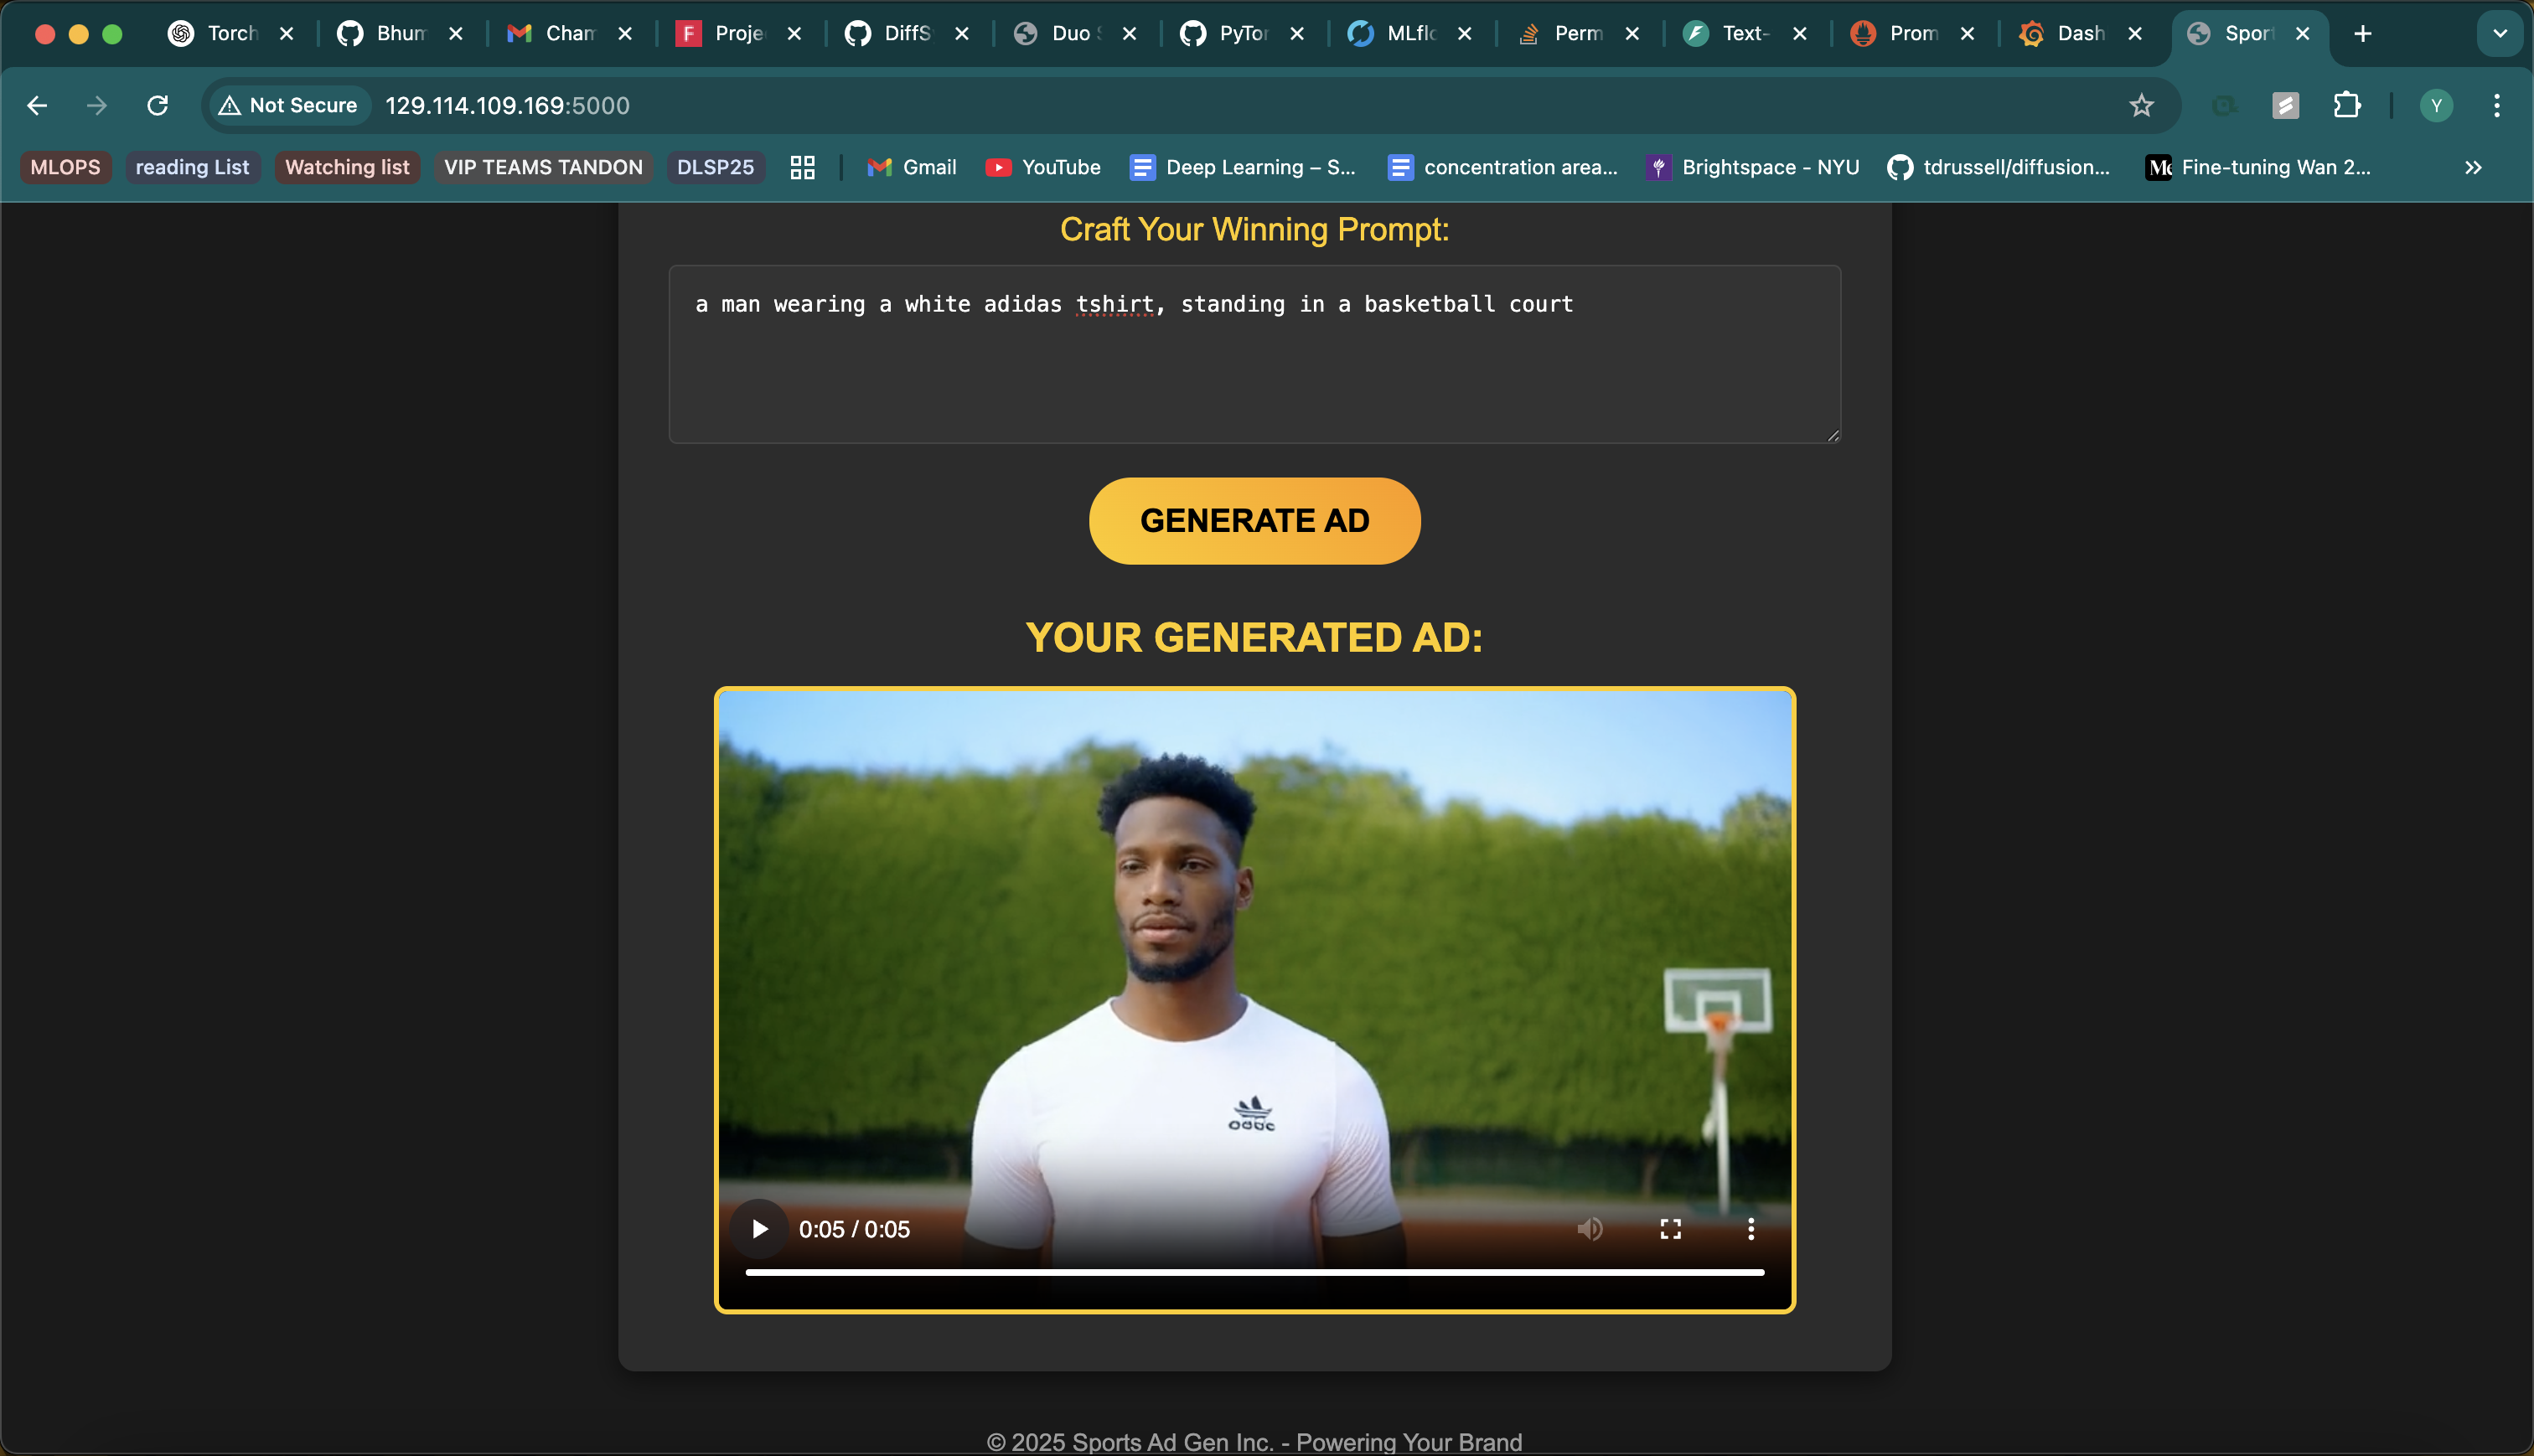 Torch
Bhum
Cham
Proje
DiffS
Duo S
PyTor
MLflo
Perm
Text-
Prom
Dash
Sport
Not Secure
129.114.109.169:5000
Y
MLOPS
reading List
Watching list
VIP TEAMS TANDON
DLSP25
Gmail
YouTube
Deep Learning – S...
concentration area...
Brightspace - NYU
tdrussell/diffusion...
Fine-tuning Wan 2...
Craft Your Winning Prompt:
a man wearing a white adidas tshirt, standing in a basketball court
GENERATE AD
YOUR GENERATED AD:
0:05 / 0:05
© 2025 Sports Ad Gen Inc. - Powering Your Brand